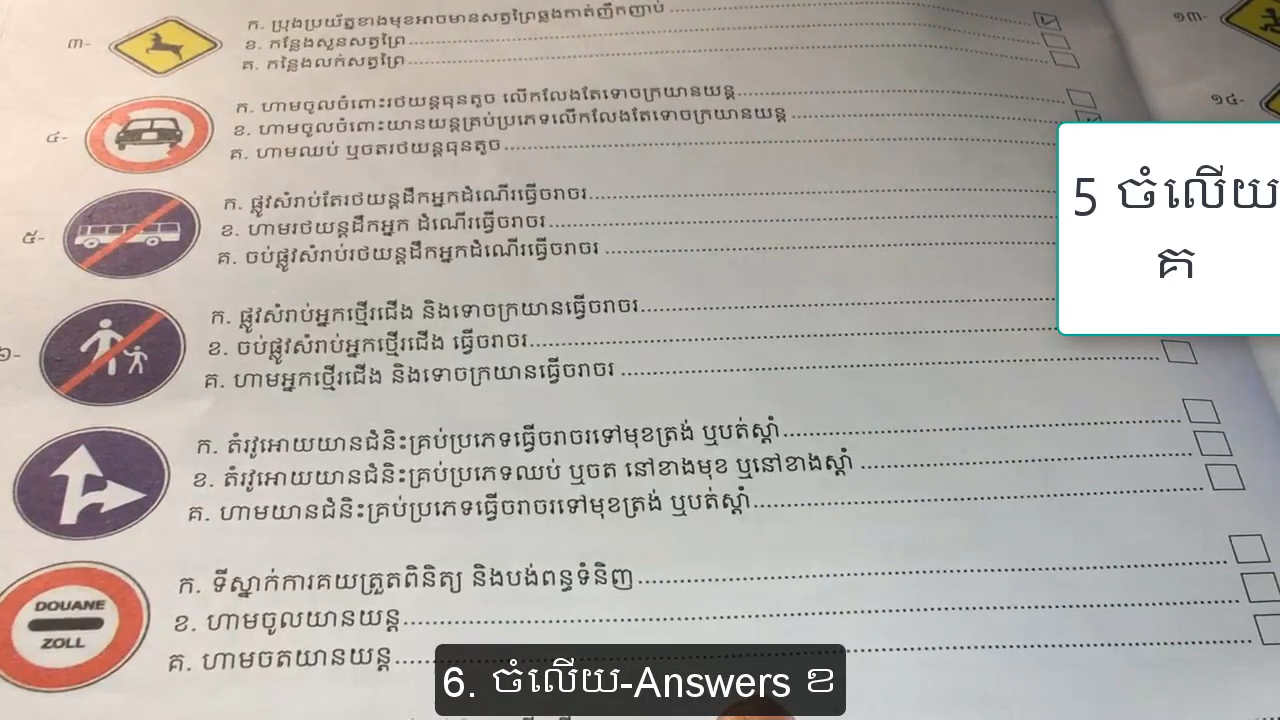 ៣-
ក. ប្រុងប្រយ័ត្នខាងមុខអាចមានសត្វព្រៃឆ្លងកាត់ញឹកញាប់
ខ. កន្លែងសួនសត្វព្រៃ
គ. កន្លែងលក់សត្វព្រៃ
៤-
ក. ហាមចូលចំពោះរថយន្តធុនតូច លើកលែងតែទោចក្រយានយន្ត
ខ. ហាមចូលចំពោះយានយន្តគ្រប់ប្រភេទលើកលែងតែទោចក្រយានយន្ត
គ. ហាមឈប់ ឬចតរថយន្តធុនតូច
៥-
ក. ផ្លូវសំរាប់តែរថយន្តដឹកអ្នកដំណើរធ្វើចរាចរ
ខ. ហាមរថយន្តដឹកអ្នក ដំណើរធ្វើចរាចរ
គ. ចប់ផ្លូវសំរាប់រថយន្តដឹកអ្នកដំណើរធ្វើចរាចរ
៦-
ក. ផ្លូវសំរាប់អ្នកថ្មើរជើង និងទោចក្រយានធ្វើចរាចរ
ខ. ចប់ផ្លូវសំរាប់អ្នកថ្មើរជើង ធ្វើចរាចរ
គ. ហាមអ្នកថ្មើរជើង និងទោចក្រយានធ្វើចរាចរ
ក. តំរវូអោយយានជំនិះគ្រប់ប្រភេទធ្វើចរាចរទៅមុខត្រង់ ឬបត់ស្តាំ
ខ. តំរវូអោយយានជំនិះគ្រប់ប្រភេទឈប់ ឬចត នៅខាងមុខ ឬនៅខាងស្តាំ
គ. ហាមយានជំនិះគ្រប់ប្រភេទធ្វើចរាចរទៅមុខត្រង់ ឬបត់ស្តាំ
DOUANE
ZOLL
ក. ទីស្នាក់ការគយត្រួតពិនិត្យ និងបង់ពន្ធទំនិញ
ខ. ហាមចូលយានយន្ត
គ. ហាមចតយានយន្ត
១៣-
១៤-
5 ចំលើយ
គ
6. ចំលើយ-Answers ខ